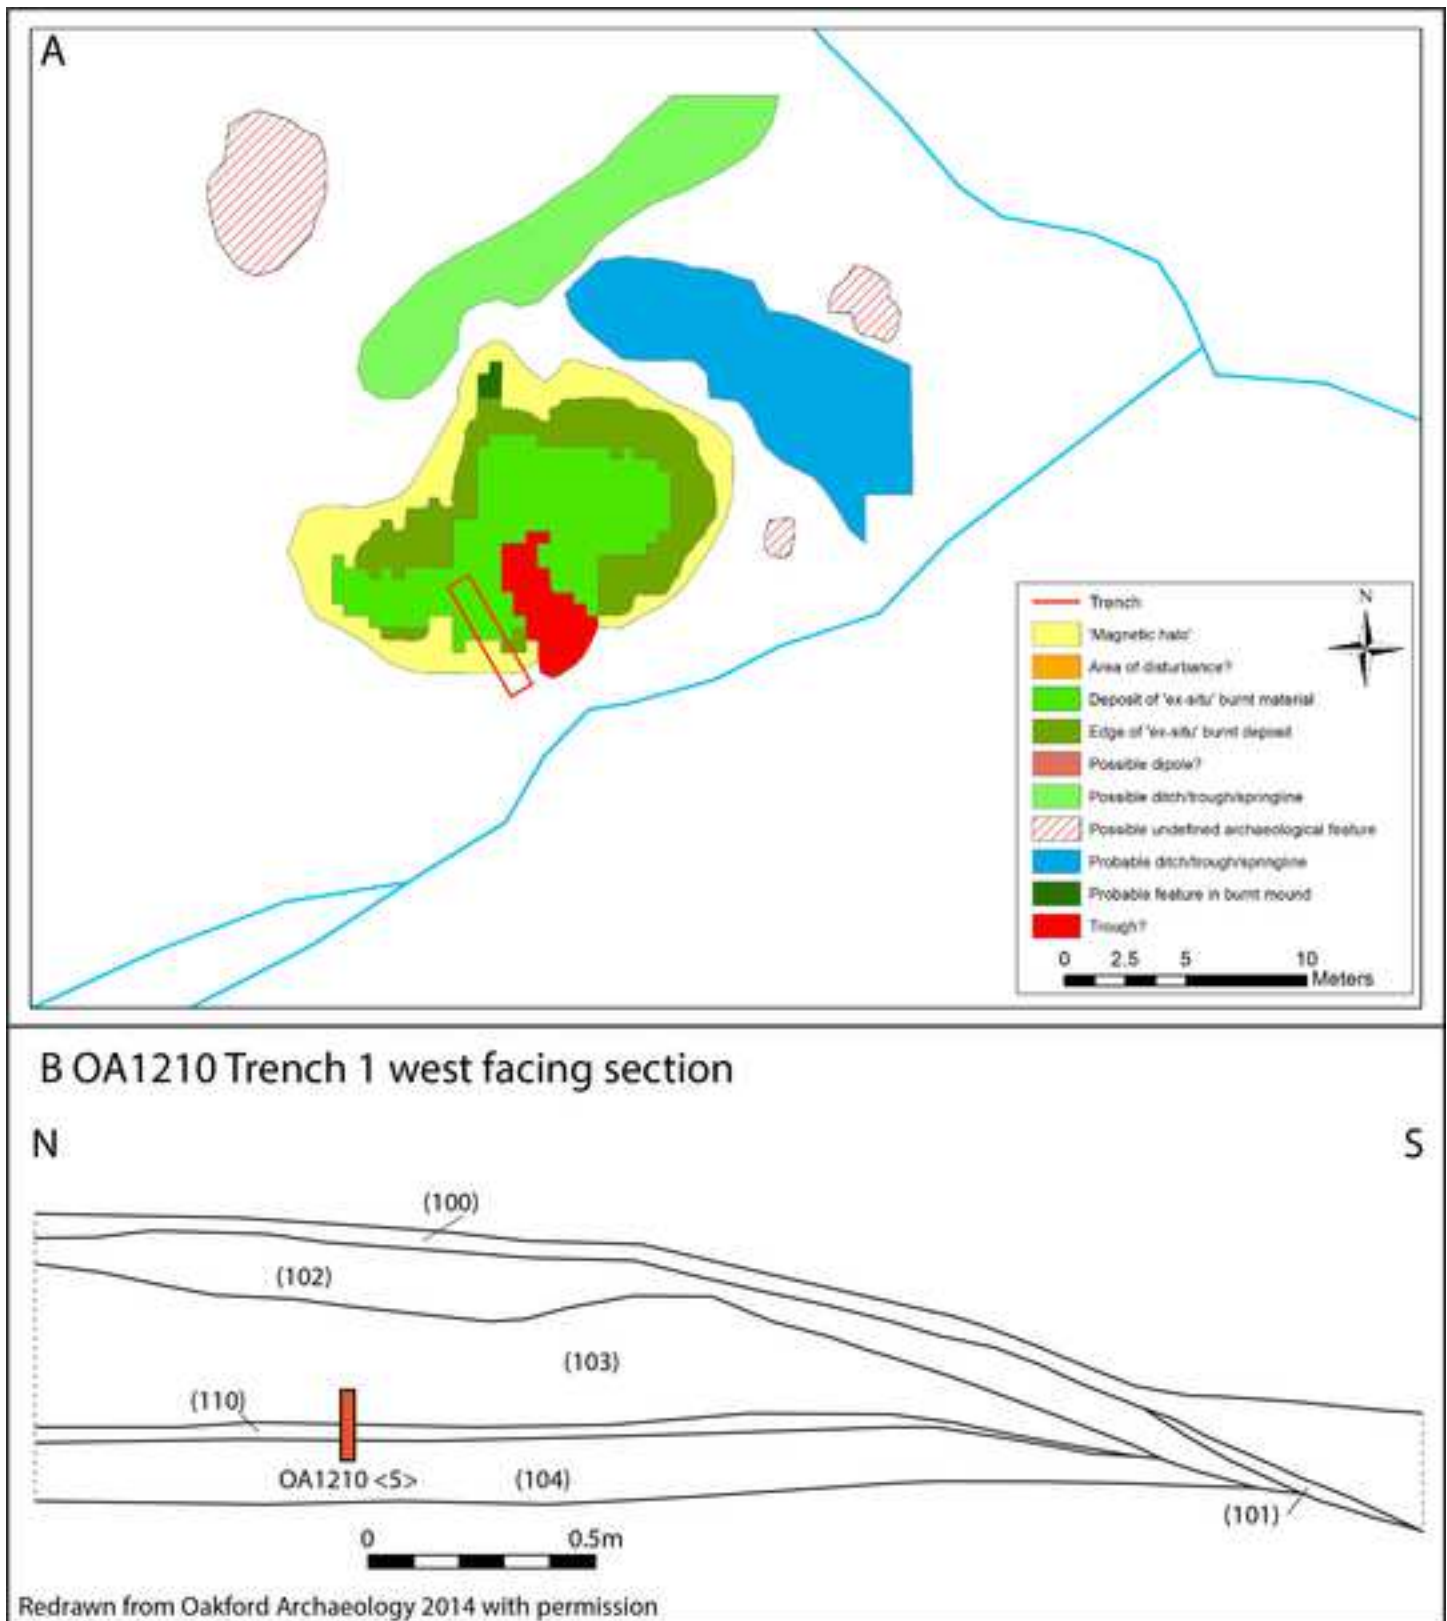 A
N
Trench
'Magnetic halo'
Area of disturbance?
Deposit of 'ex-situ' burnt material
Edge of 'ex-situ' burnt deposit
Possible dipole?
Possible ditch/trough/springline
Possible undefined archaeological feature
Probable ditch/trough/springline
Probable feature in burnt mound
Trough?
0 2.5 5 10
Meters
B OA1210 Trench 1 west facing section
N S
(100)
(102)
(103)
(110)
OA1210 <5> (104)
(101)
0 0.5m
Redrawn from Oakford Archaeology 2014 with permission